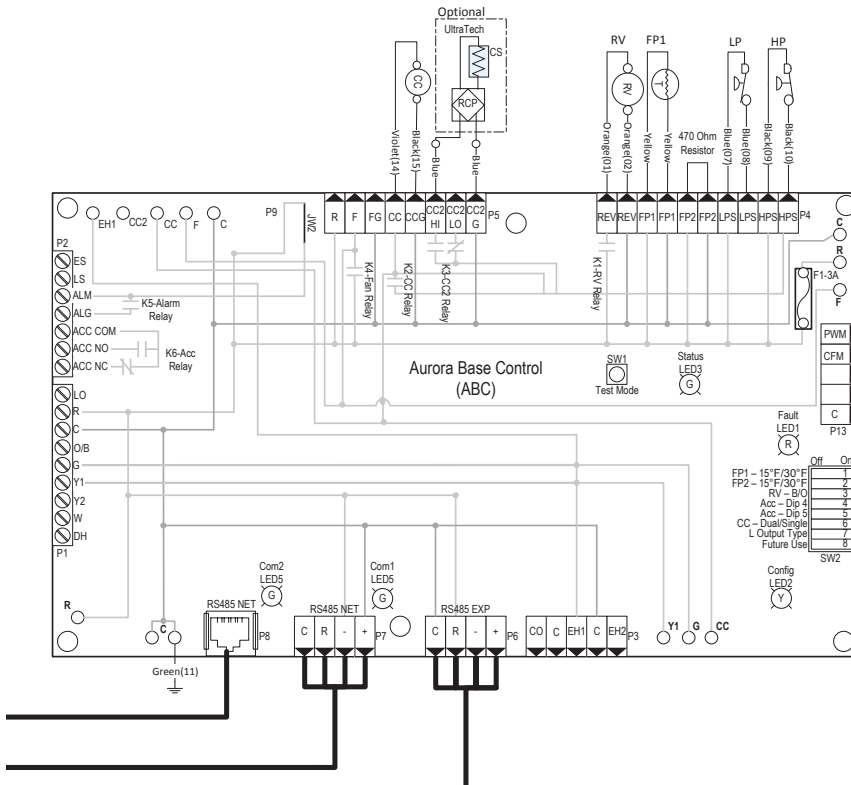 Optional
UltraTech
CS
RCP
CC
RV
FP1
LP
HP
RV
T
Violet(14)
Black(15)
Blue
Blue
Orange(01)
Orange(02)
Yellow
Yellow
470 Ohm
Resistor
Blue(07)
Blue(08)
Black(09)
Black(10)
EH1
CC2
CC
F
C
P9
JW2
R
F
FG
CC
CCG
CC2
HI
CC2
LO
CC2
G
P5
REV
REV
FP1
FP1
FP2
FP2
LPS
LPS
HPS
HPS
P4
C
R
F1-3A
F
P2
ES
LS
ALM
ALG
ACC COM
ACC NO
ACC NC
K5-Alarm
Relay
K6-Acc
Relay
K4-Fan Relay
K2-CC Relay
K3-CC2 Relay
K1-RV Relay
Aurora Base Control
(ABC)
SW1
Test Mode
Status
LED3
G
PWM
CFM
C
P13
Fault
LED1
R
LO
R
C
O/B
G
Y1
Y2
W
DH
P1
Off
On
FP1 – 15°F/30°F
1
FP2 – 15°F/30°F
2
RV – B/O
3
Acc – Dip 4
4
Acc – Dip 5
5
CC – Dual/Single
6
L Output Type
7
Future Use
8
SW2
Config
LED2
Y
Com2
LED5
G
Com1
LED5
G
R
C
Green(11)
RS485 NET
P8
RS485 NET
C
R
-
+
P7
RS485 EXP
C
R
-
+
P6
CO
C
EH1
C
EH2
P3
Y1
G
CC